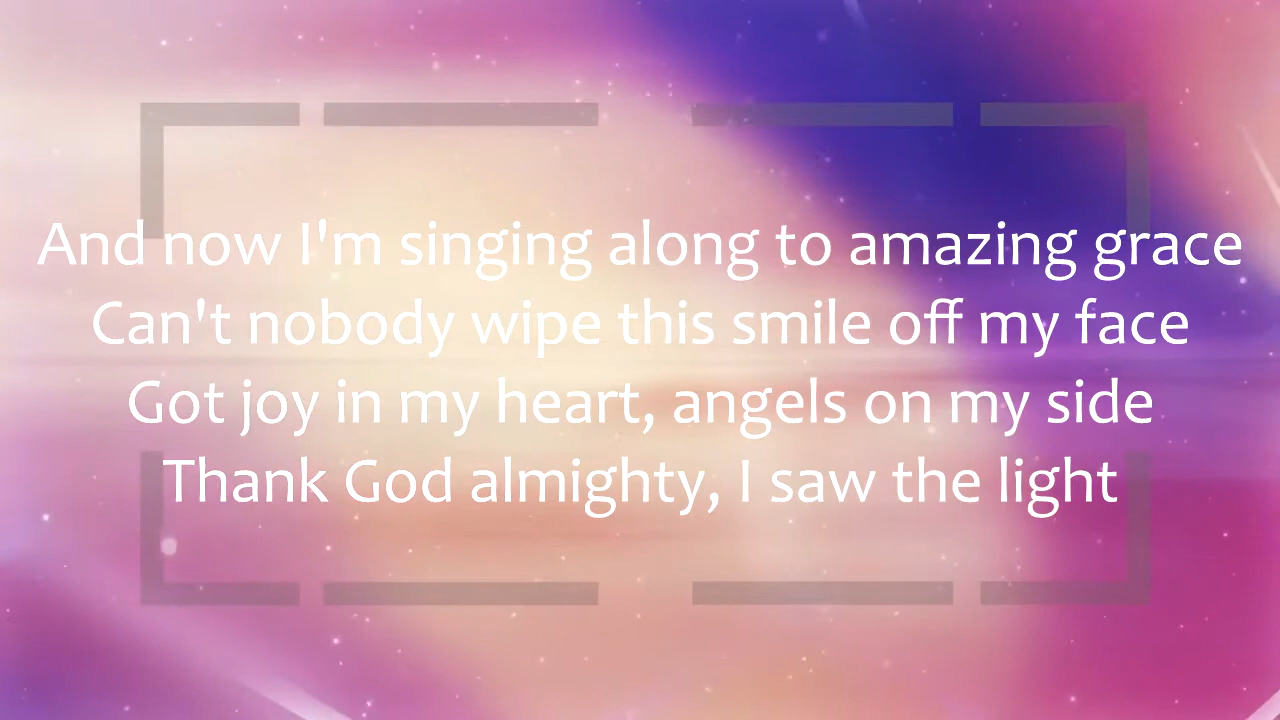 And now I'm singing along to amazing grace
Can't nobody wipe this smile off my face
Got joy in my heart, angels on my side
Thank God almighty, I saw the light